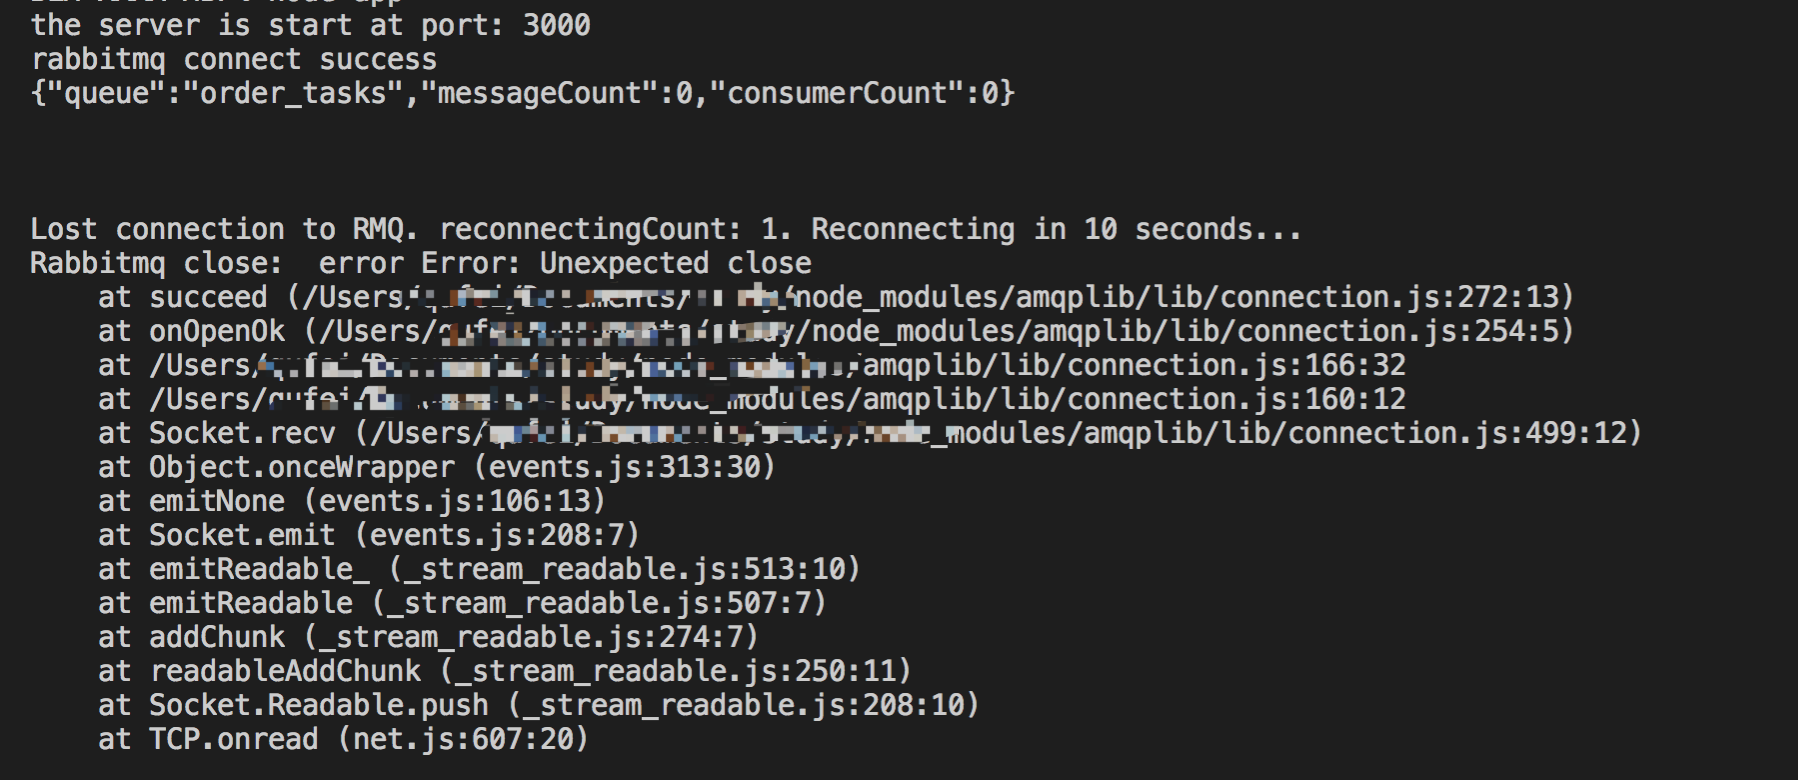 the server is start at port: 3000
rabbitmq connect success
{"queue":"order_tasks","messageCount":0,"consumerCount":0}
Lost connection to RMQ. reconnectingCount: 1. Reconnecting in 10 seconds...
Rabbitmq close:  error Error: Unexpected close
at succeed (/Users/ node_modules/amqplib/lib/connection.js:272:13)
at onOpenOk (/Users/ /node_modules/amqplib/lib/connection.js:254:5)
at /Users/ /amqplib/lib/connection.js:166:32
at /Users/ /node_modules/amqplib/lib/connection.js:160:12
at Socket.recv (/Users/ _modules/amqplib/lib/connection.js:499:12)
at Object.onceWrapper (events.js:313:30)
at emitNone (events.js:106:13)
at Socket.emit (events.js:208:7)
at emitReadable_ (_stream_readable.js:513:10)
at emitReadable (_stream_readable.js:507:7)
at addChunk (_stream_readable.js:274:7)
at readableAddChunk (_stream_readable.js:250:11)
at Socket.Readable.push (_stream_readable.js:208:10)
at TCP.onread (net.js:607:20)